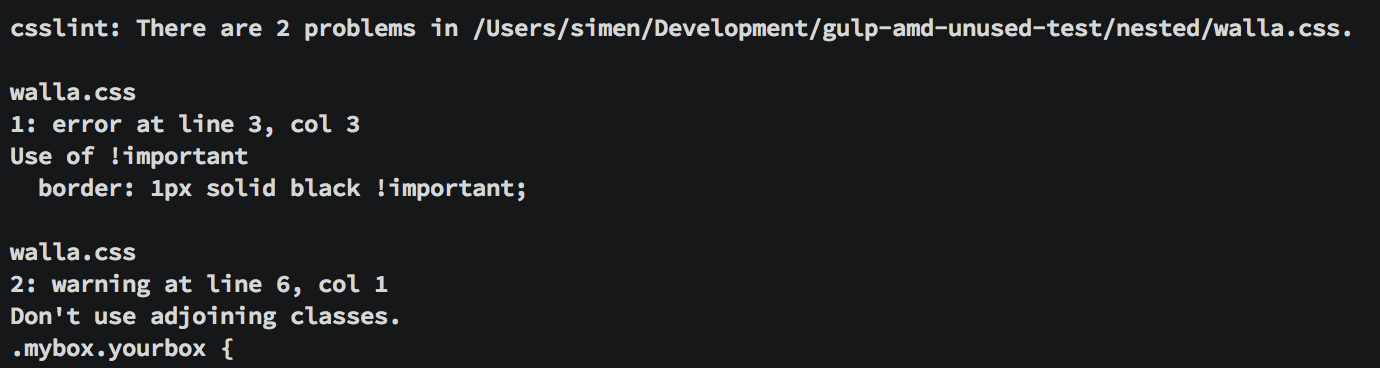 csslint: There are 2 problems in /Users/simen/Development/gulp-amd-unused-test/nested/walla.css.
walla.css
1: error at line 3, col 3
Use of !important
  border: 1px solid black !important;
walla.css
2: warning at line 6, col 1
Don't use adjoining classes.
.mybox.yourbox {